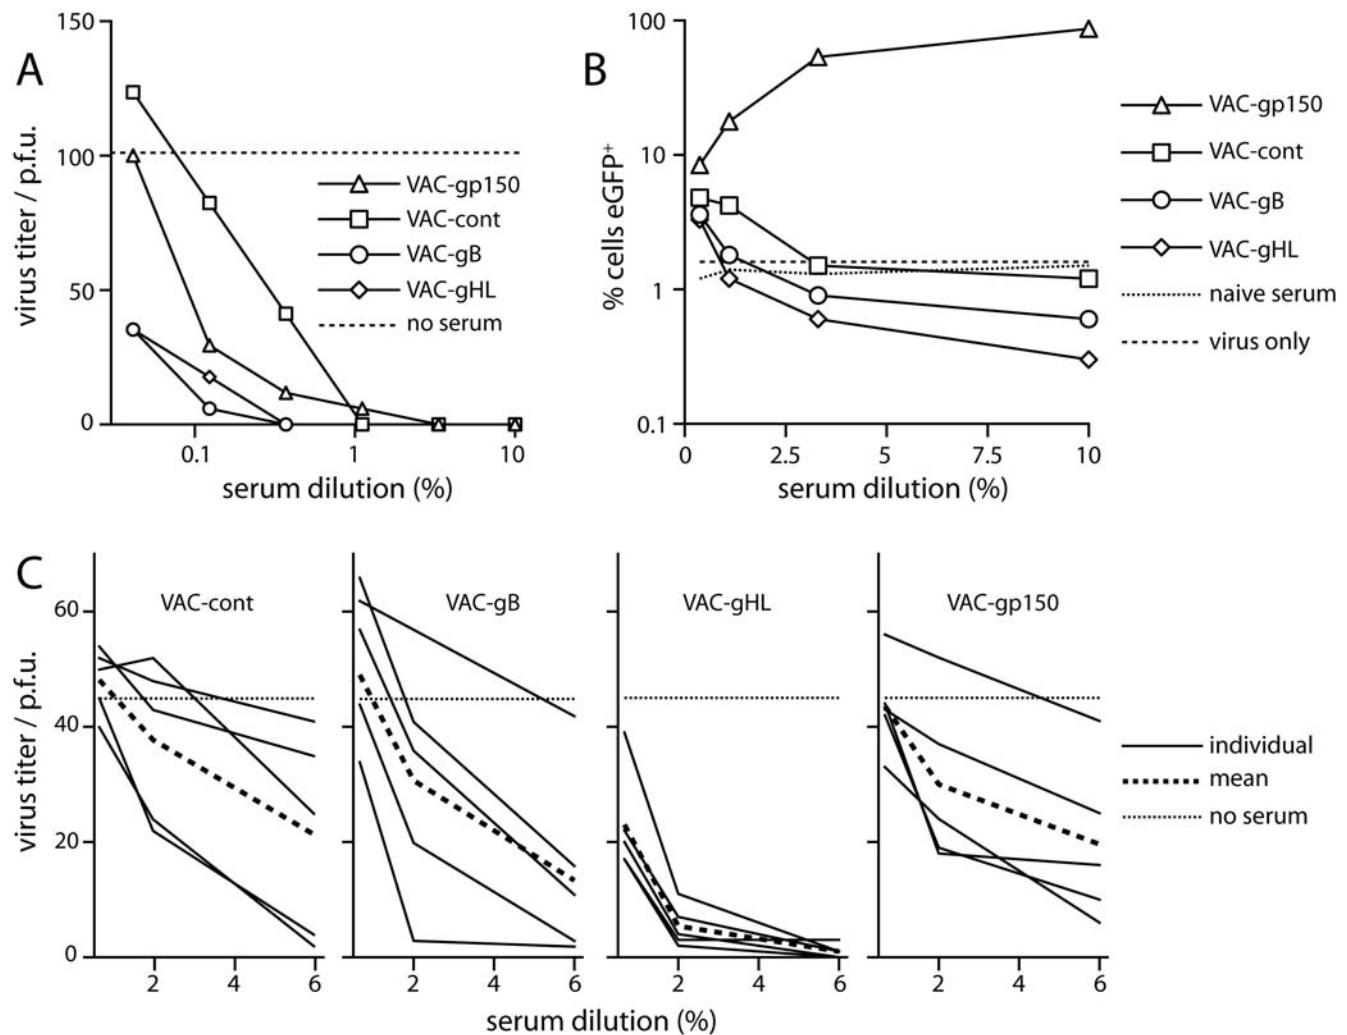 A
150
100
50
0
virus titer / p.f.u.
VAC-gp150
VAC-cont
VAC-gB
VAC-gHL
no serum
0.1
1
10
serum dilution (%)
B
100
10
1
0.1
% cells eGFP⁺
0
2.5
5
7.5
10
serum dilution (%)
VAC-gp150
VAC-cont
VAC-gB
VAC-gHL
naive serum
virus only
C
VAC-cont
VAC-gB
VAC-gHL
VAC-gp150
60
40
20
0
virus titer / p.f.u.
2 4 6
2 4 6
2 4 6
2 4 6
serum dilution (%)
individual
mean
no serum